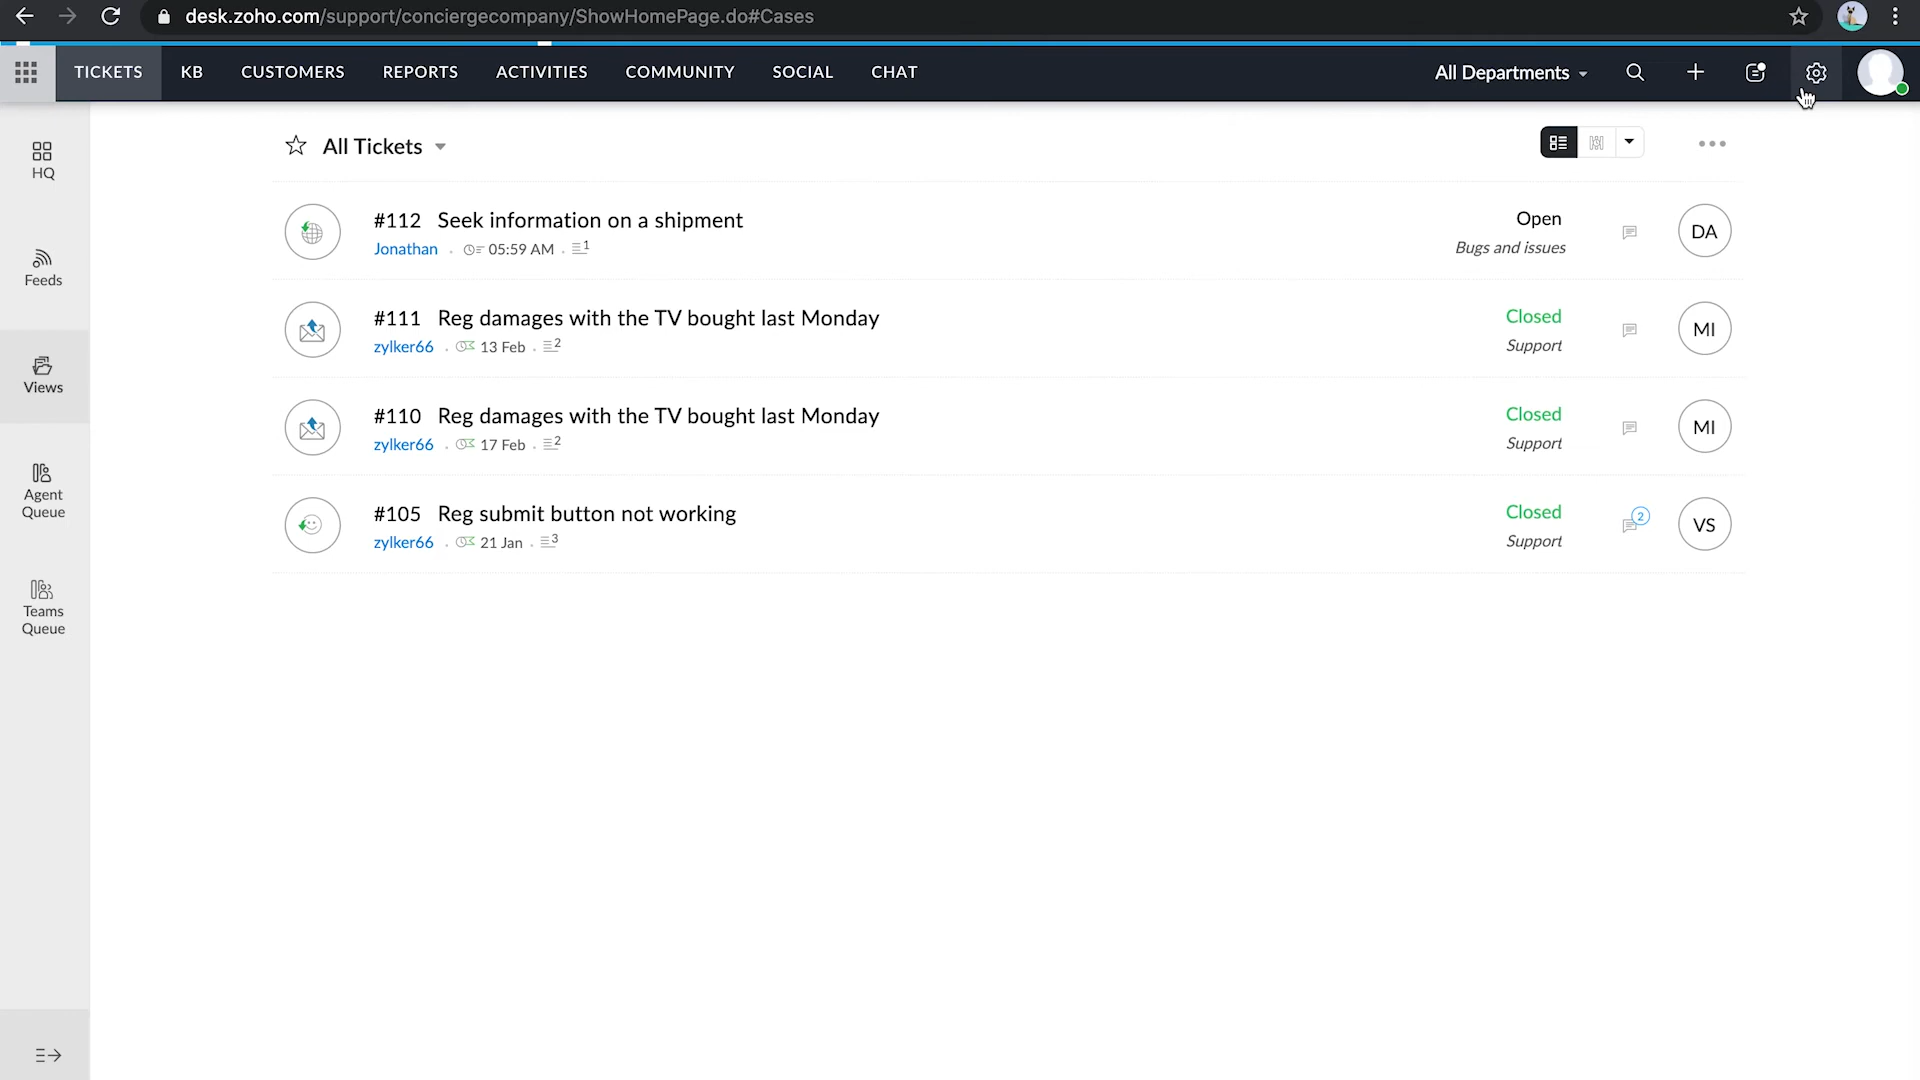 desk.zoho.com/support/conciergecompany/ShowHomePage.do#Cases
TICKETS KB CUSTOMERS REPORTS ACTIVITIES COMMUNITY SOCIAL CHAT All Departments
HQ
Feeds
Views
Agent
Queue
Teams
Queue
All Tickets
#112 Seek information on a shipment
Jonathan . 05:59 AM . 1
Open
Bugs and issues
DA
#111 Reg damages with the TV bought last Monday
zylker66 . 13 Feb . 2
Closed
Support
MI
#110 Reg damages with the TV bought last Monday
zylker66 . 17 Feb . 2
Closed
Support
MI
#105 Reg submit button not working
zylker66 . 21 Jan . 3
Closed
Support
2
VS